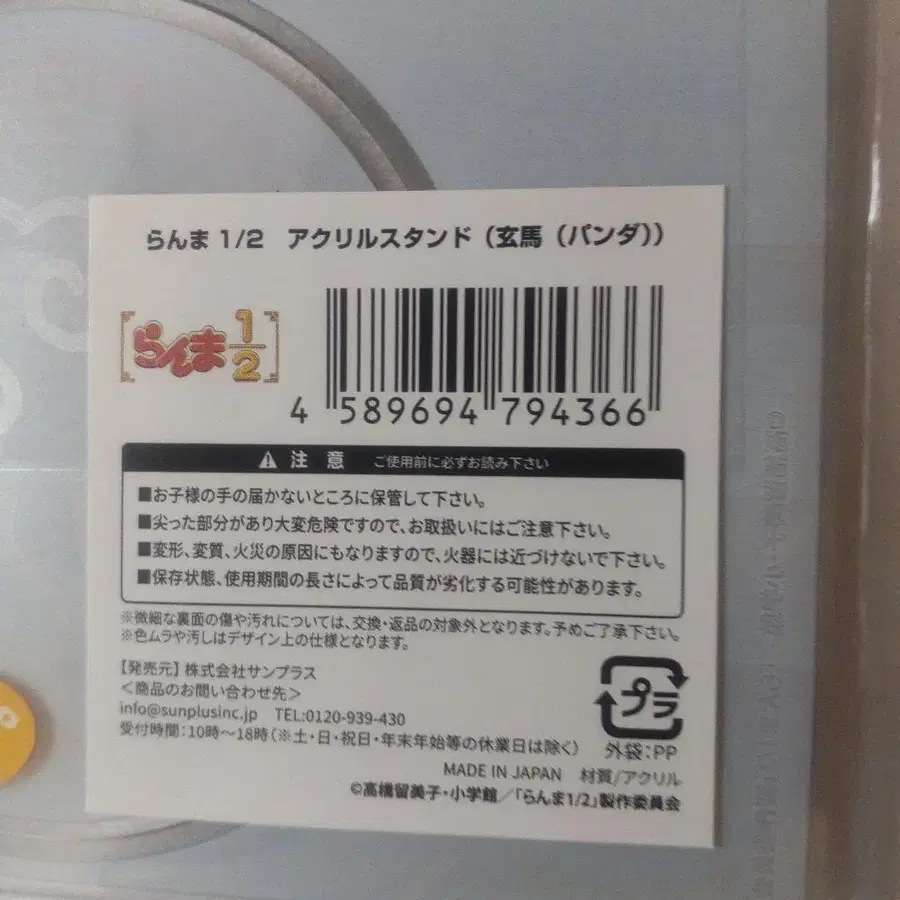 らんま 1/2　アクリルスタンド（玄馬（パンダ））
らんま1/2
4 589694 794366
注 意　ご使用前に必ずお読み下さい
■お子様の手の届かないところに保管して下さい。
■尖った部分があり大変危険ですので、お取扱いにはご注意下さい。
■変形、変質、火災の原因にもなりますので、火器には近づけないで下さい。
■保存状態、使用期間の長さによって品質が劣化する可能性があります。
※微細な裏面の傷や汚れについては、交換・返品の対象外となります。予めご了承下さい。
※色ムラや汚しはデザイン上の仕様となります。
【発売元】株式会社サンプラス
＜商品のお問い合わせ先＞
info@sunplusinc.jp　TEL:0120-939-430
受付時間：10時～18時（※土・日・祝日・年末年始等の休業日は除く）
プラ
外袋：PP
MADE IN JAPAN　材質/アクリル
©高橋留美子・小学館／「らんま1/2」製作委員会